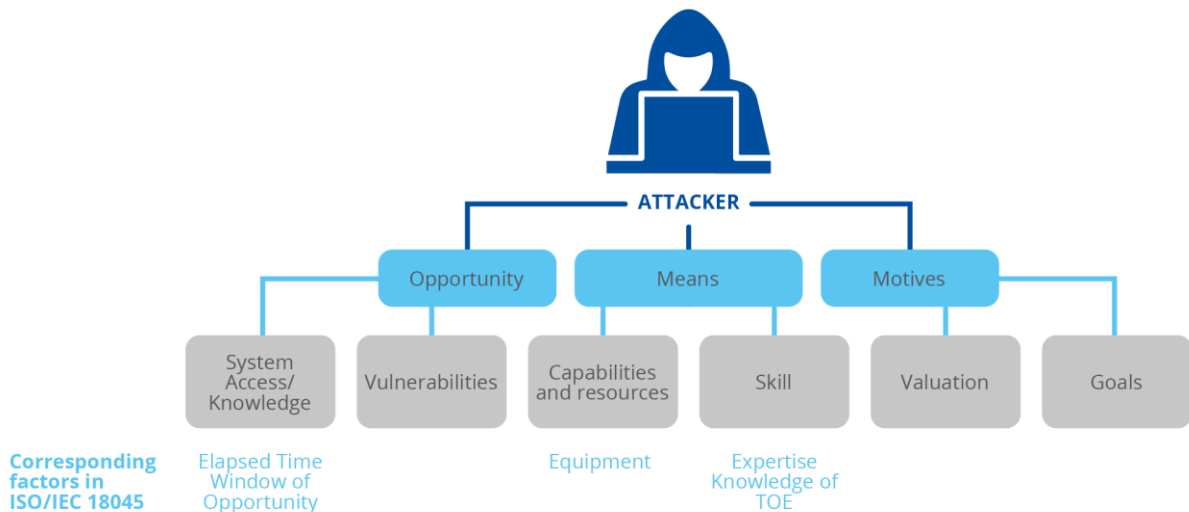 ATTACKER
Opportunity
Means
Motives
System
Access/
Knowledge
Vulnerabilities
Capabilities
and resources
Skill
Valuation
Goals
Corresponding
factors in
ISO/IEC 18045
Elapsed Time
Window of
Opportunity
Equipment
Expertise
Knowledge of
TOE